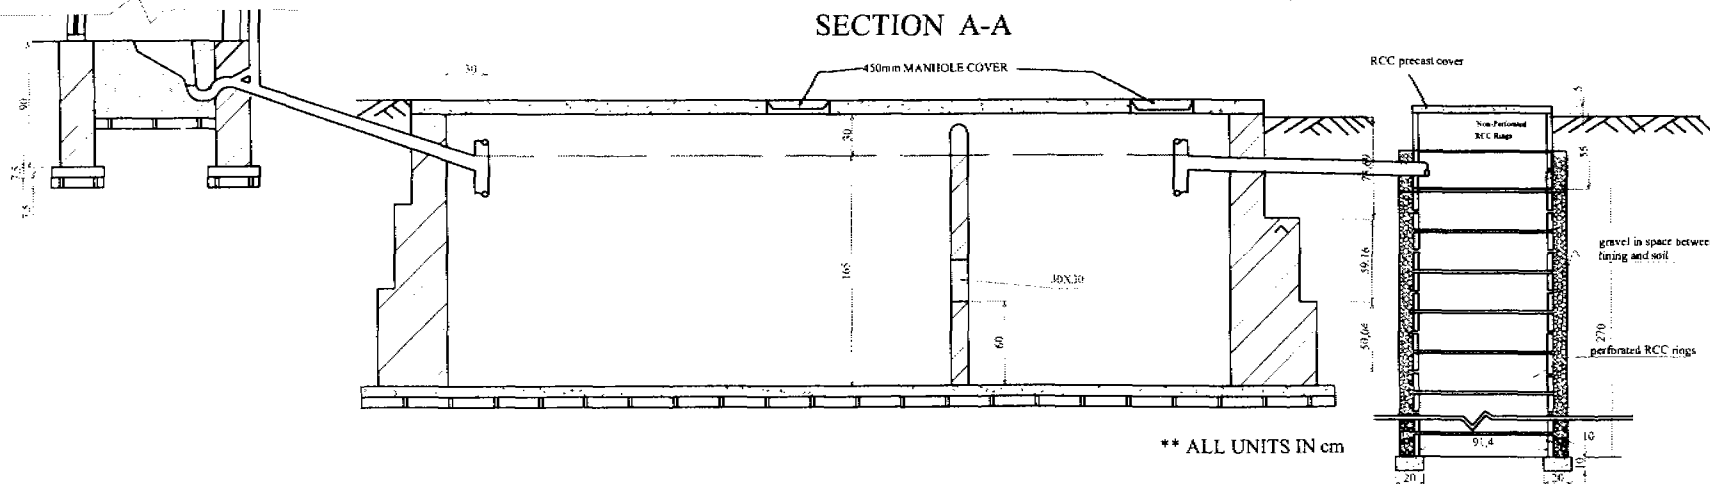 SECTION A-A
450mm MANHOLE COVER
RCC precast cover
Non-Perforated
RCC Rings
30
90
7.5
7.5
30
165
30X30
60
59.16
50.04
5
55
gravel in space betwee
lining and soil
270
perforated RCC rings
91.4
10
10
20
20
** ALL UNITS IN cm